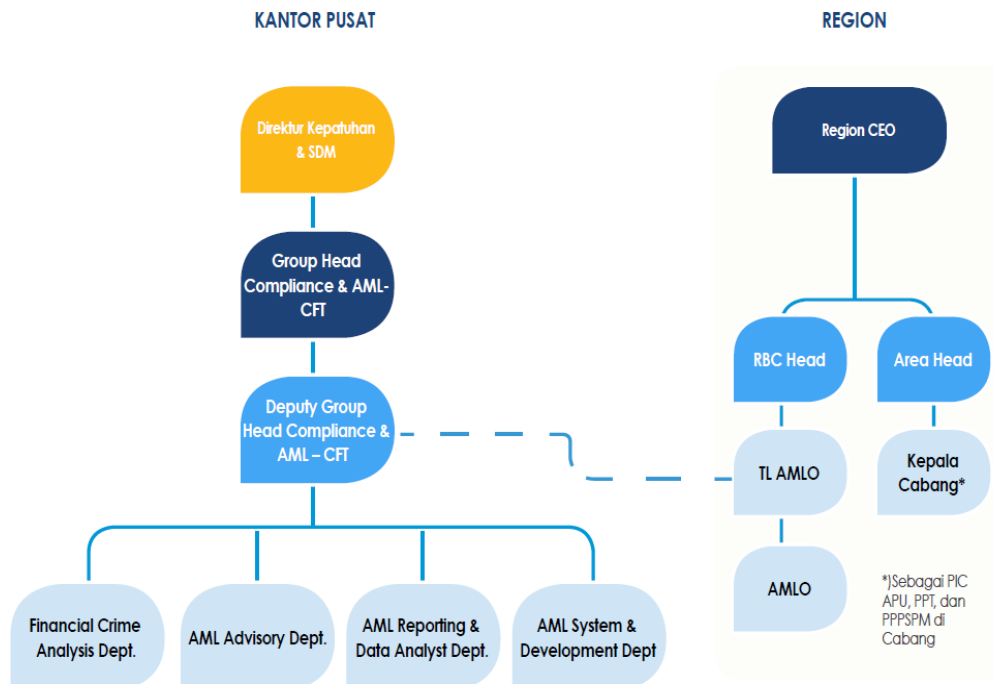 KANTOR PUSAT
Direktur Kepatuhan
& SDM
Group Head
Compliance & AML-
CFT
Deputy Group
Head Compliance &
AML – CFT
Financial Crime
Analysis Dept.
AML Advisory Dept.
AML Reporting &
Data Analyst Dept.
AML System &
Development Dept
REGION
Region CEO
RBC Head
Area Head
TL AMLO
Kepala
Cabang*
AMLO
*)Sebagai PIC
APU, PPT, dan
PPPSPM di
Cabang